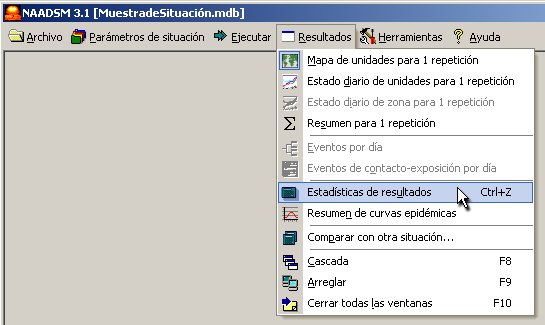 NAADSM 3.1 [MuestradeSituación.mdb]
Archivo Parámetros de situación Ejecutar Resultados Herramientas Ayuda
Mapa de unidades para 1 repetición
Estado diario de unidades para 1 repetición
Estado diario de zona para 1 repetición
Resumen para 1 repetición
Eventos por día
Eventos de contacto-exposición por día
Estadísticas de resultados Ctrl+Z
Resumen de curvas epidémicas
Comparar con otra situación...
Cascada F8
Arreglar F9
Cerrar todas las ventanas F10